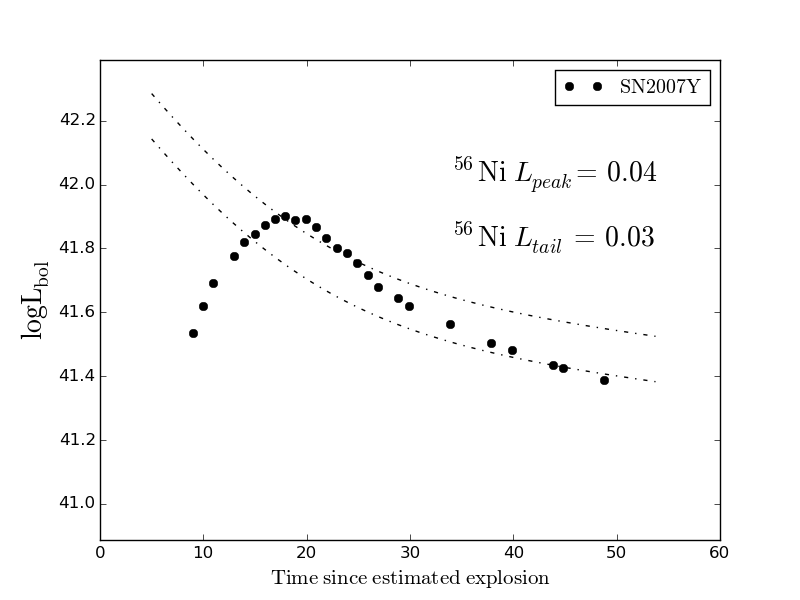 SN2007Y
⁵⁶Ni L_peak = 0.04
⁵⁶Ni L_tail = 0.03
logL_bol
42.2
42.0
41.8
41.6
41.4
41.2
41.0
0 10 20 30 40 50 60
Time since estimated explosion